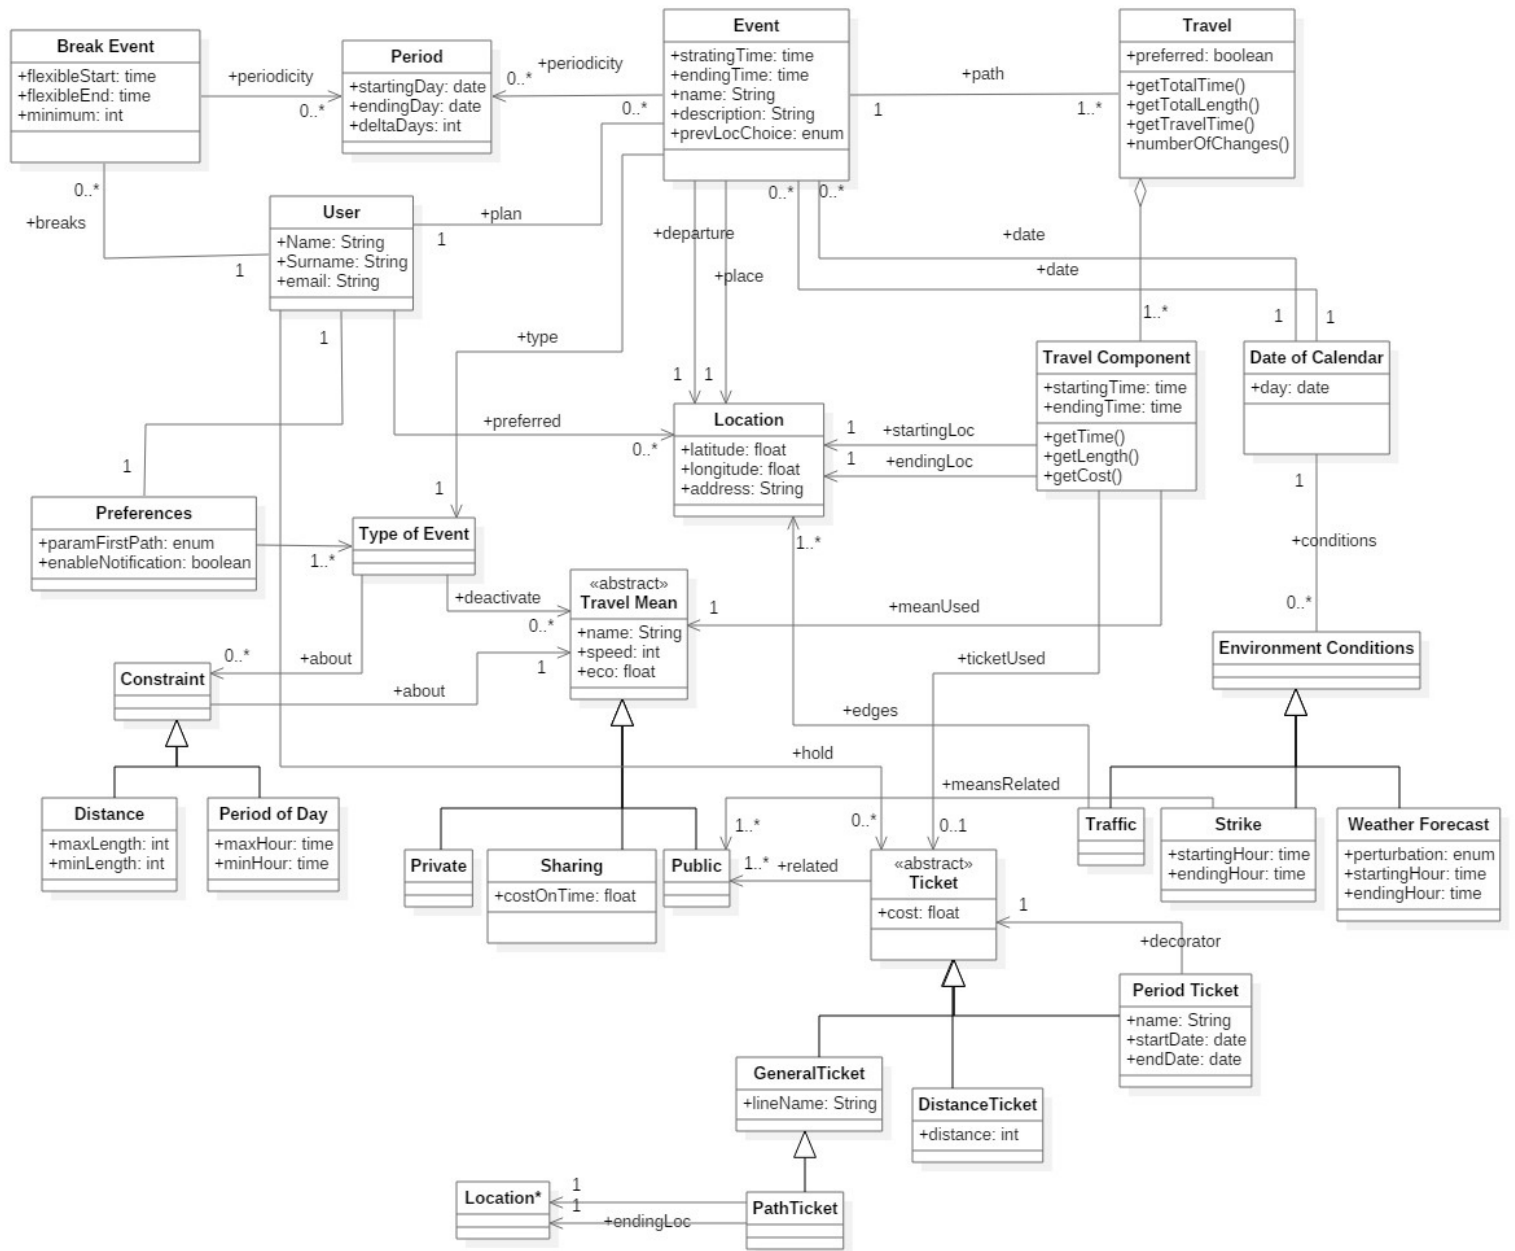 Break Event
+flexibleStart: time
+flexibleEnd: time
+minimum: int
+periodicity
0..*
Period
+startingDay: date
+endingDay: date
+deltaDays: int
+periodicity
0..*
0..*
Event
+stratingTime: time
+endingTime: time
+name: String
+description: String
+prevLocChoice: enum
+path
1
1..*
Travel
+preferred: boolean
+getTotalTime()
+getTotalLength()
+getTravelTime()
+numberOfChanges()
0..*
+breaks
1
User
+Name: String
+Surname: String
+email: String
+plan
1
+departure
+place
0..*
0..*
+date
+date
1
1
1..*
1
1
+type
1
1
1
+preferred
0..*
Location
+latitude: float
+longitude: float
+address: String
1
+startingLoc
1
+endingLoc
Travel Component
+startingTime: time
+endingTime: time
+getTime()
+getLength()
+getCost()
Date of Calendar
+day: date
1
+conditions
0..*
Preferences
+paramFirstPath: enum
+enableNotification: boolean
1..*
Type of Event
+deactivate
0..*
«abstract»
Travel Mean
+name: String
+speed: int
+eco: float
1..*
1
+meanUsed
+ticketUsed
Environment Conditions
0..*
+about
Constraint
+about
1
+edges
+hold
+meansRelated
Distance
+maxLength: int
+minLength: int
Period of Day
+maxHour: time
+minHour: time
Private
Sharing
+costOnTime: float
Public
1..*
0..*
0..1
1..*
+related
«abstract»
Ticket
+cost: float
Traffic
Strike
+startingHour: time
+endingHour: time
Weather Forecast
+perturbation: enum
+startingHour: time
+endingHour: time
1
+decorator
Period Ticket
+name: String
+startDate: date
+endDate: date
GeneralTicket
+lineName: String
DistanceTicket
+distance: int
Location*
1
1
+endingLoc
PathTicket